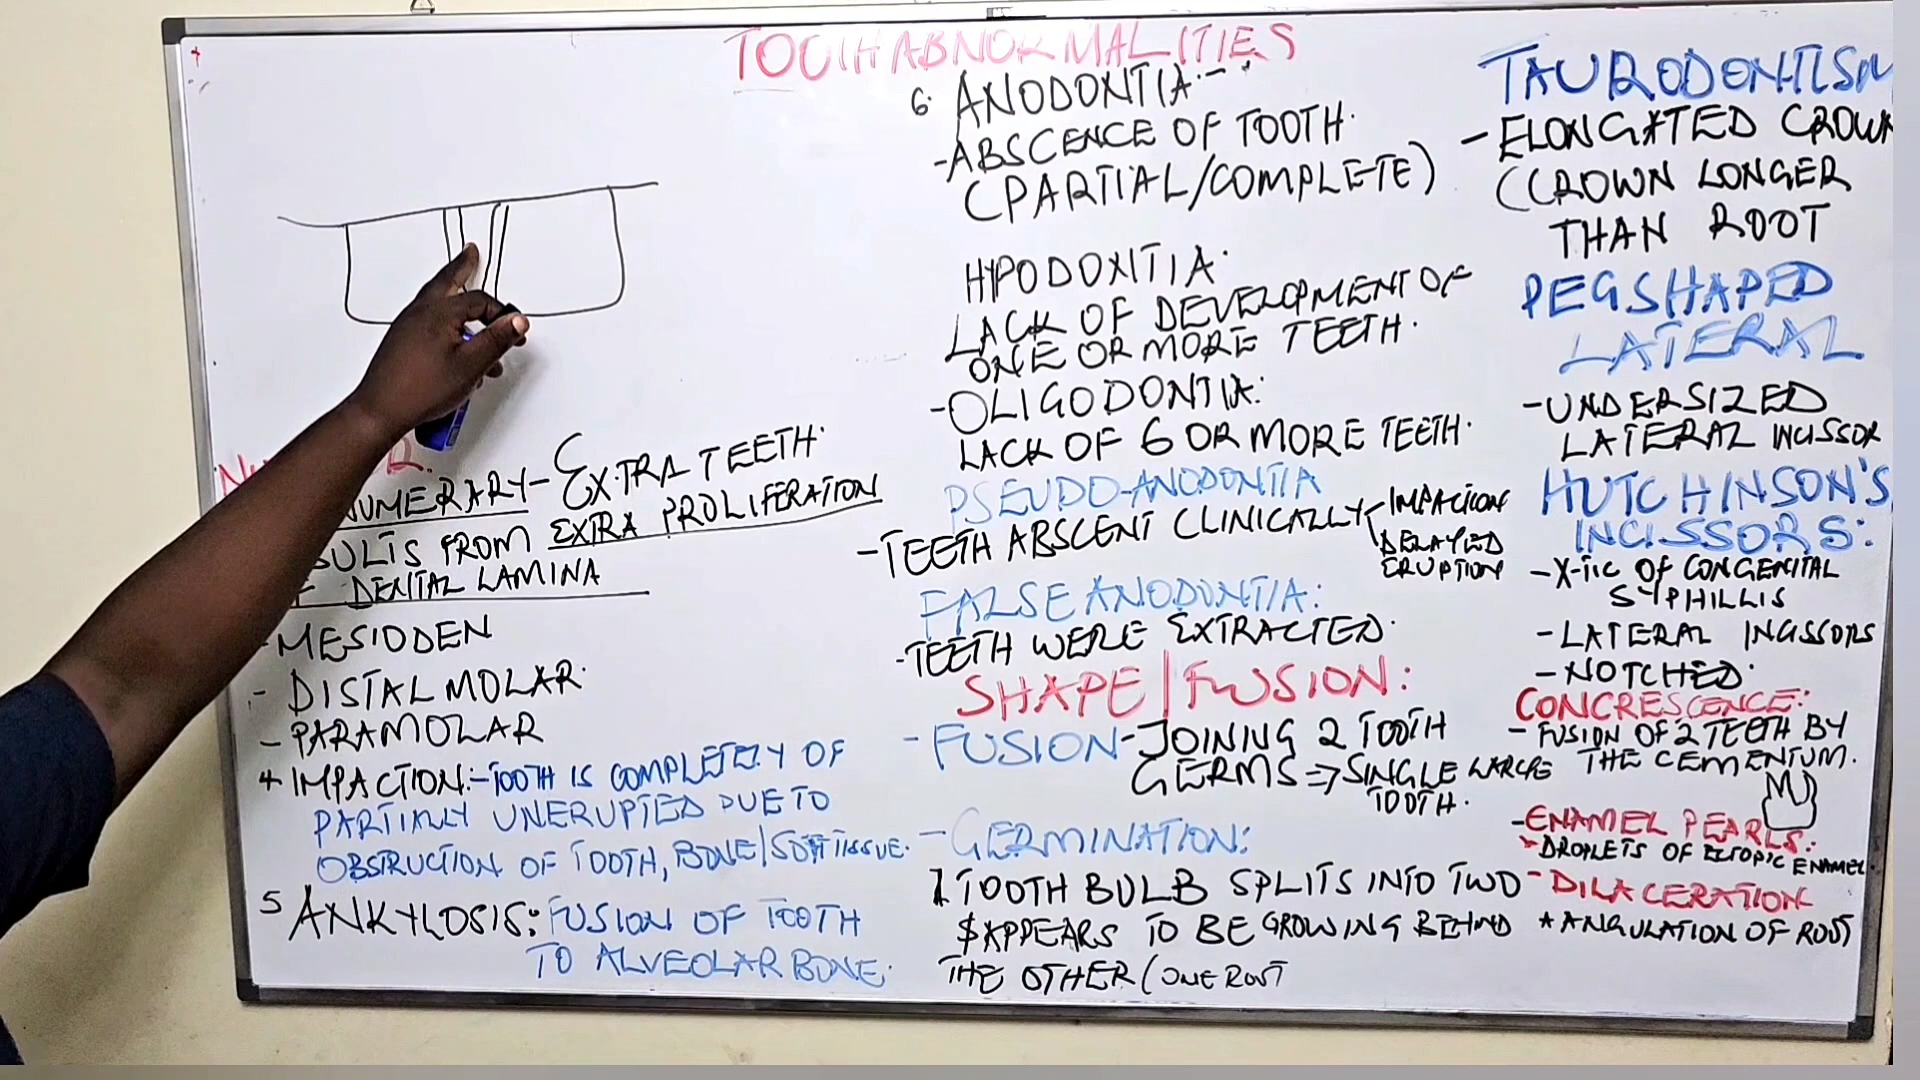 TOOTH ABNORMALITIES
NUMERARY - EXTRA TEETH.
FROM EXTRA PROLIFERATION
DENTAL LAMINA
- MESIODEN
- DISTAL MOLAR.
- PARAMOLAR
4 IMPACTION:- TOOTH IS COMPLETELY OF
PARTIALLY UNERUPTED DUE TO
OBSTRUCTION OF TOOTH, BONE/SOFT TISSUE.
5 ANKYLOSIS: FUSION OF TOOTH
TO ALVEOLAR BONE.
6. ANODONTIA:-
- ABSCENCE OF TOOTH.
(PARTIAL/COMPLETE)
HYPODONTIA.
LACK OF DEVELOPMENT OF
ONE OR MORE TEETH.
- OLIGODONTIA:
LACK OF 6 OR MORE TEETH.
PSEUDO-ANODONTIA
- TEETH ABSCENT CLINICALLY IMPACTION
DELAYED
ERUPTION
FALSE ANODONTIA:
- TEETH WERE EXTRACTED.
SHAPE/FUSION:
- FUSION - JOINING 2 TOOTH
GERMS => SINGLE LARGE
TOOTH.
- GERMINATION:
1 TOOTH BULB SPLITS INTO TWO
& APPEARS TO BE GROWING BEHIND
THE OTHER (ONE ROOT
TAURODONTISM
- ELONGATED CROWN
(CROWN LONGER
THAN ROOT
PEGSHAPED
LATERAL
- UNDERSIZED
LATERAL INCISSOR
HUTCHINSON'S
INCISSORS:
- X-TIC OF CONGENITAL
SYPHILLIS
- LATERAL INCISSORS
- NOTCHED.
CONCRESCENCE:
- FUSION OF 2 TEETH BY
THE CEMENTUM.
- ENAMEL PEARLS:
- DROPLETS OF ECTOPIC ENAMEL.
- DILACERATION
* ANGULATION OF ROOT